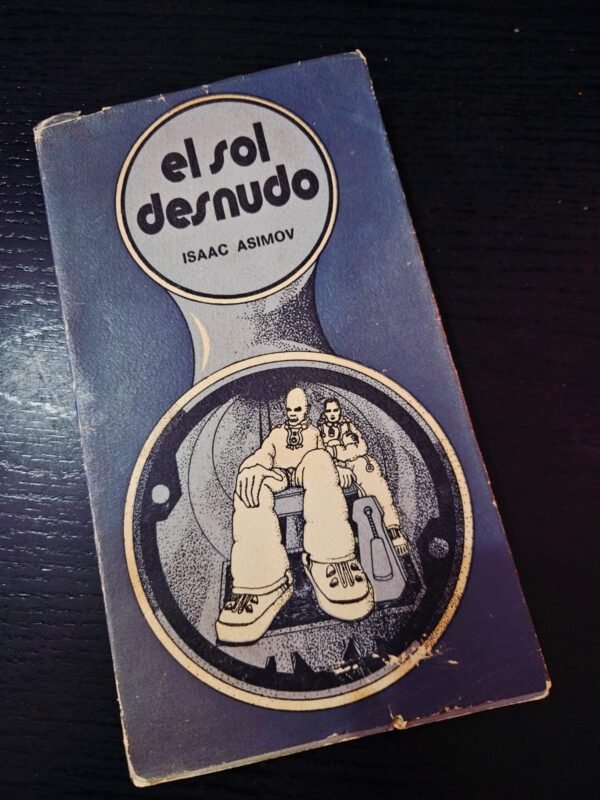 el sol
desnudo
ISAAC ASIMOV